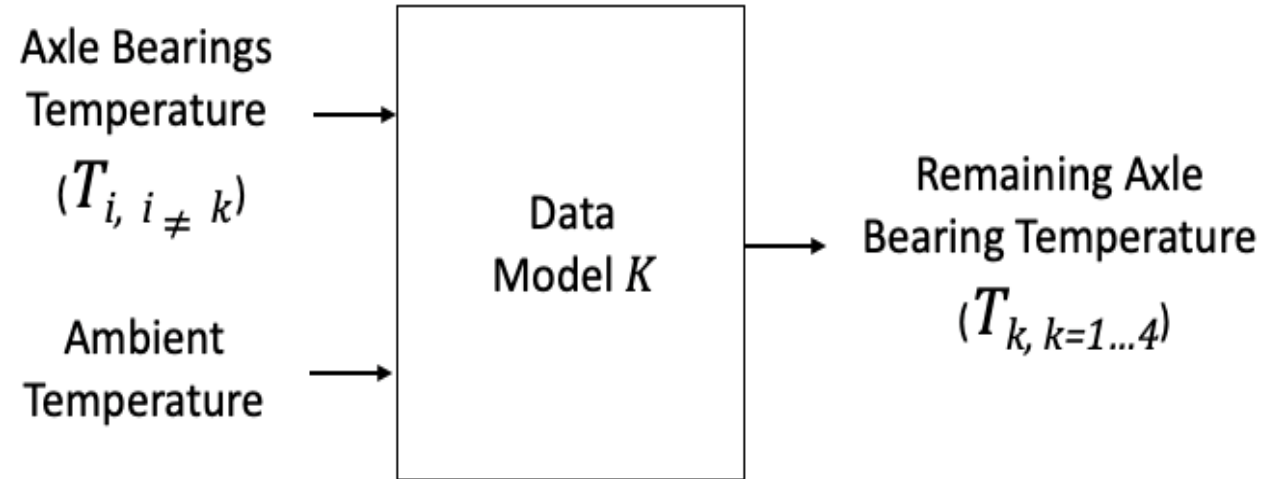 Axle Bearings
Temperature
(T_{i, i ≠ k})
Ambient
Temperature
Data
Model K
Remaining Axle
Bearing Temperature
(T_{k, k=1...4})